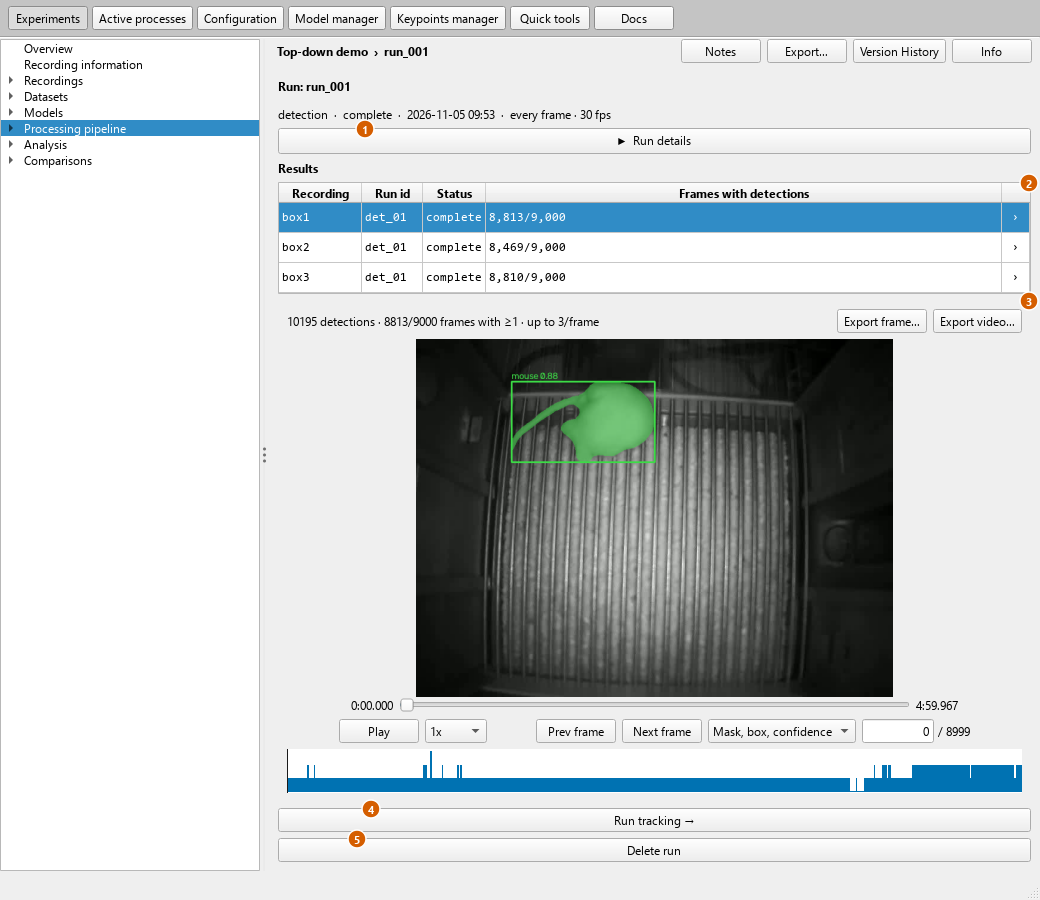 Experiments Active processes Configuration Model manager Keypoints manager Quick tools Docs
Overview
Recording information
Recordings
Datasets
Models
Processing pipeline
Analysis
Comparisons
Top-down demo › run_001 Notes Export... Version History Info
Run: run_001
detection · complete · 2026-11-05 09:53 · every frame · 30 fps
1
► Run details
Results
2
Recording Run id Status Frames with detections
box1 det_01 complete 8,813/9,000 ›
box2 det_01 complete 8,469/9,000 ›
box3 det_01 complete 8,810/9,000 ›
3
10195 detections · 8813/9000 frames with ≥1 · up to 3/frame Export frame... Export video...
mouse 0.88
0:00.000 4:59.967
Play 1x Prev frame Next frame Mask, box, confidence 0 / 8999
4
Run tracking →
5
Delete run